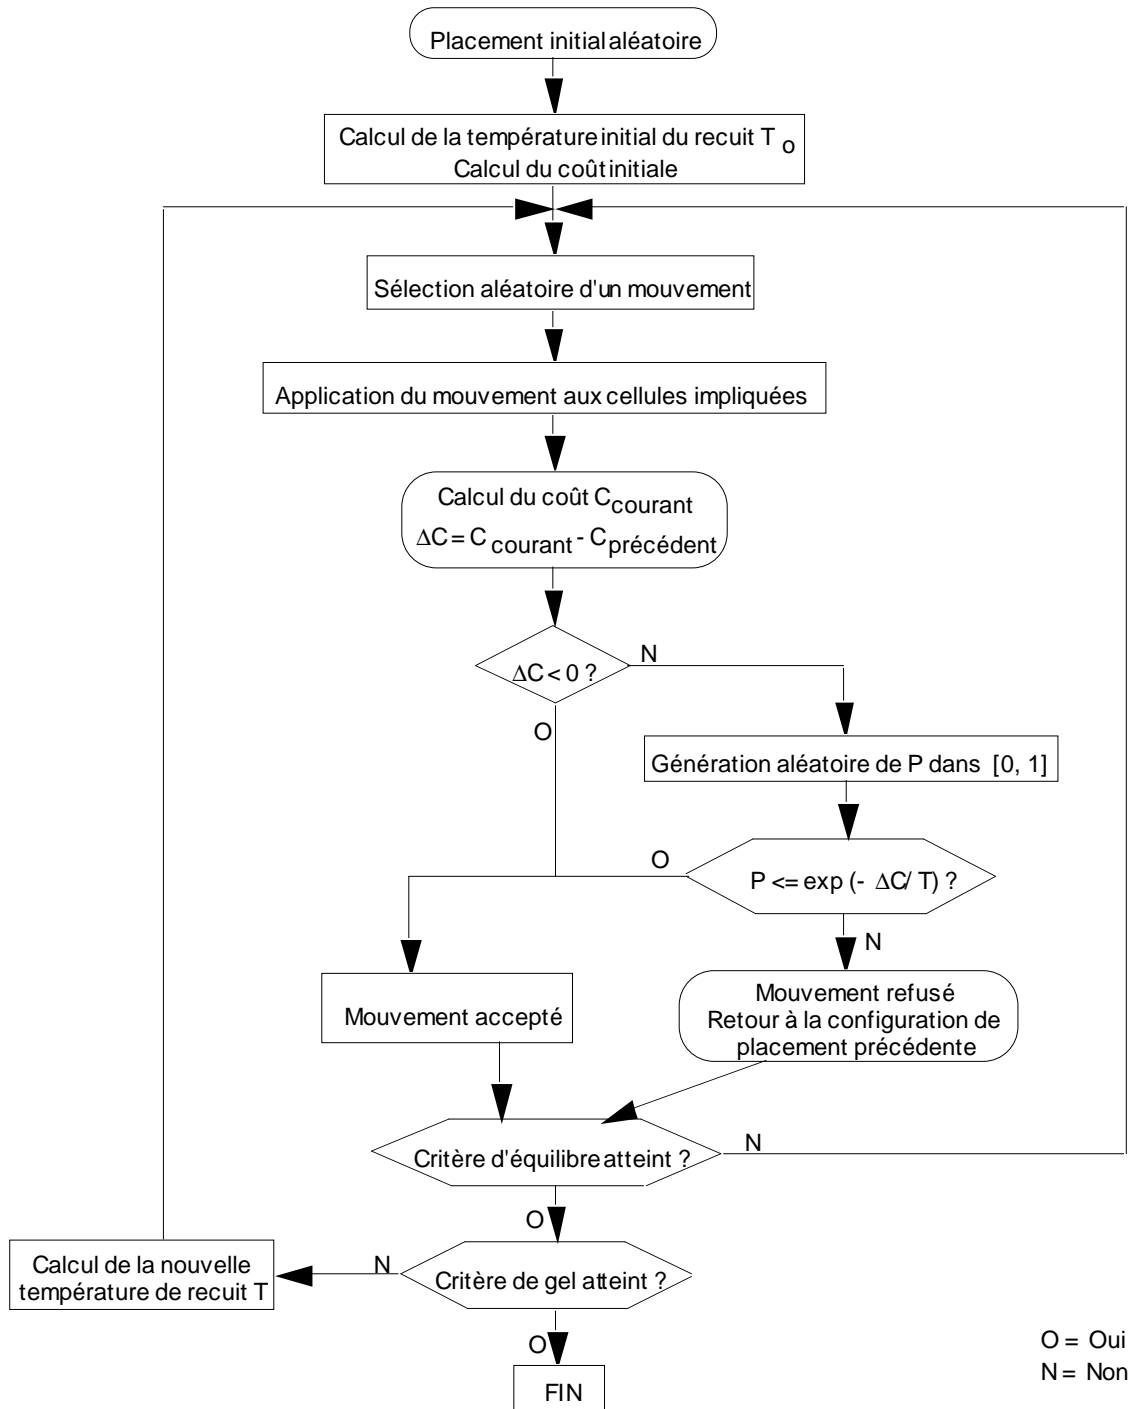 Placement initial aléatoire
Calcul de la température initial du recuit T o
Calcul du coût initiale
Sélection aléatoire d'un mouvement
Application du mouvement aux cellules impliquées
Calcul du coût Ccourant
ΔC = C courant - Cprécédent
ΔC < 0 ?
N
O
Génération aléatoire de P dans [0, 1]
O
P <= exp (- ΔC/ T) ?
N
Mouvement accepté
Mouvement refusé
Retour à la configuration de
placement précédente
Critère d'équilibre atteint ?
N
O
Calcul de la nouvelle
température de recuit T
N
Critère de gel atteint ?
O
FIN
O = Oui
N = Non